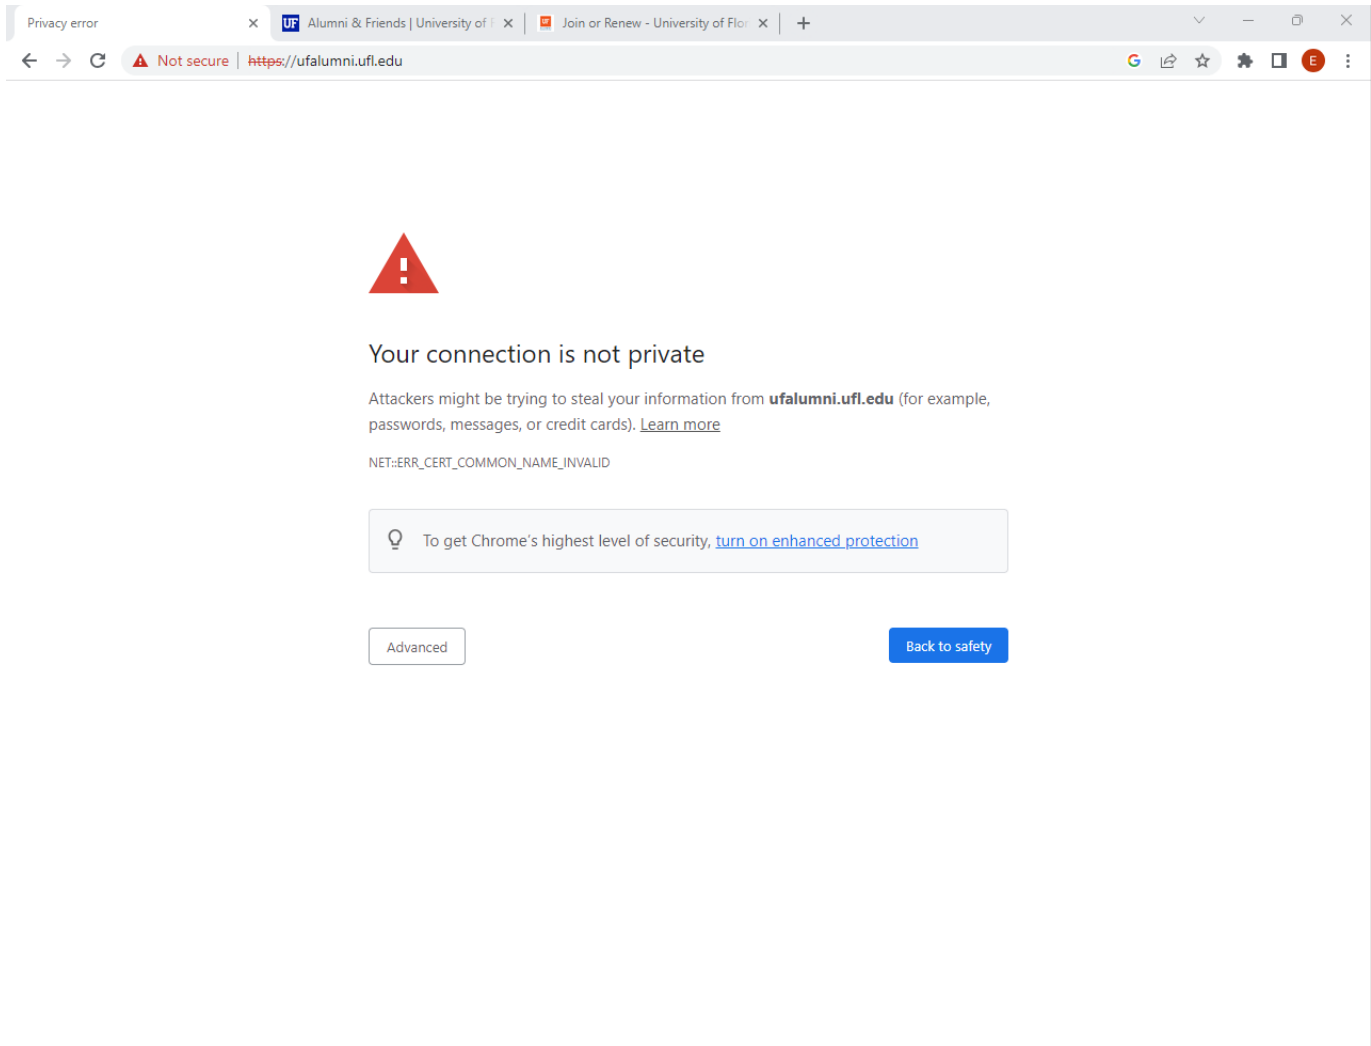 Privacy error
UF Alumni & Friends | University of F
UF Join or Renew - University of Flor
Not secure | https://ufalumni.ufl.edu
G
E
Your connection is not private
Attackers might be trying to steal your information from ufalumni.ufl.edu (for example,
passwords, messages, or credit cards). Learn more
NET::ERR_CERT_COMMON_NAME_INVALID
To get Chrome's highest level of security, turn on enhanced protection
Advanced
Back to safety